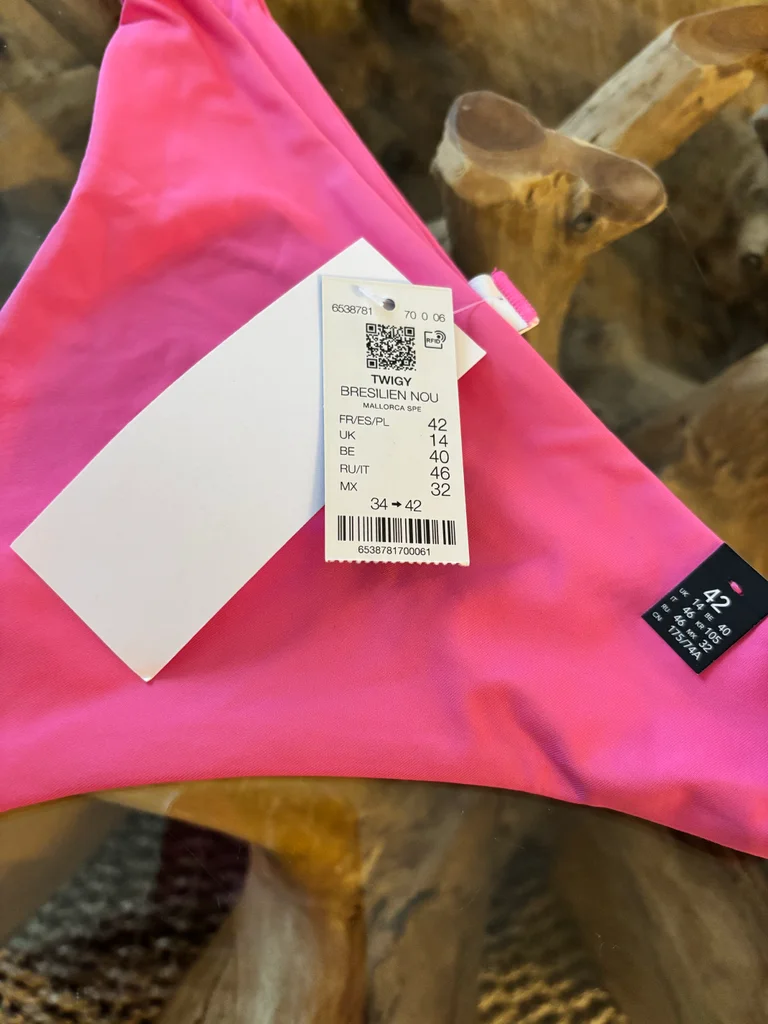 6538781 70 0 06
RFID
TWIGY
BRESILIEN NOU
MALLORCA SPE
FR/ES/PL 42
UK 14
BE 40
RU/IT 46
MX 32
34 → 42
6538781700061
42
UK 14 BE 40
IT 46 KR 105
RU 46 MX 32
CN 175/74A